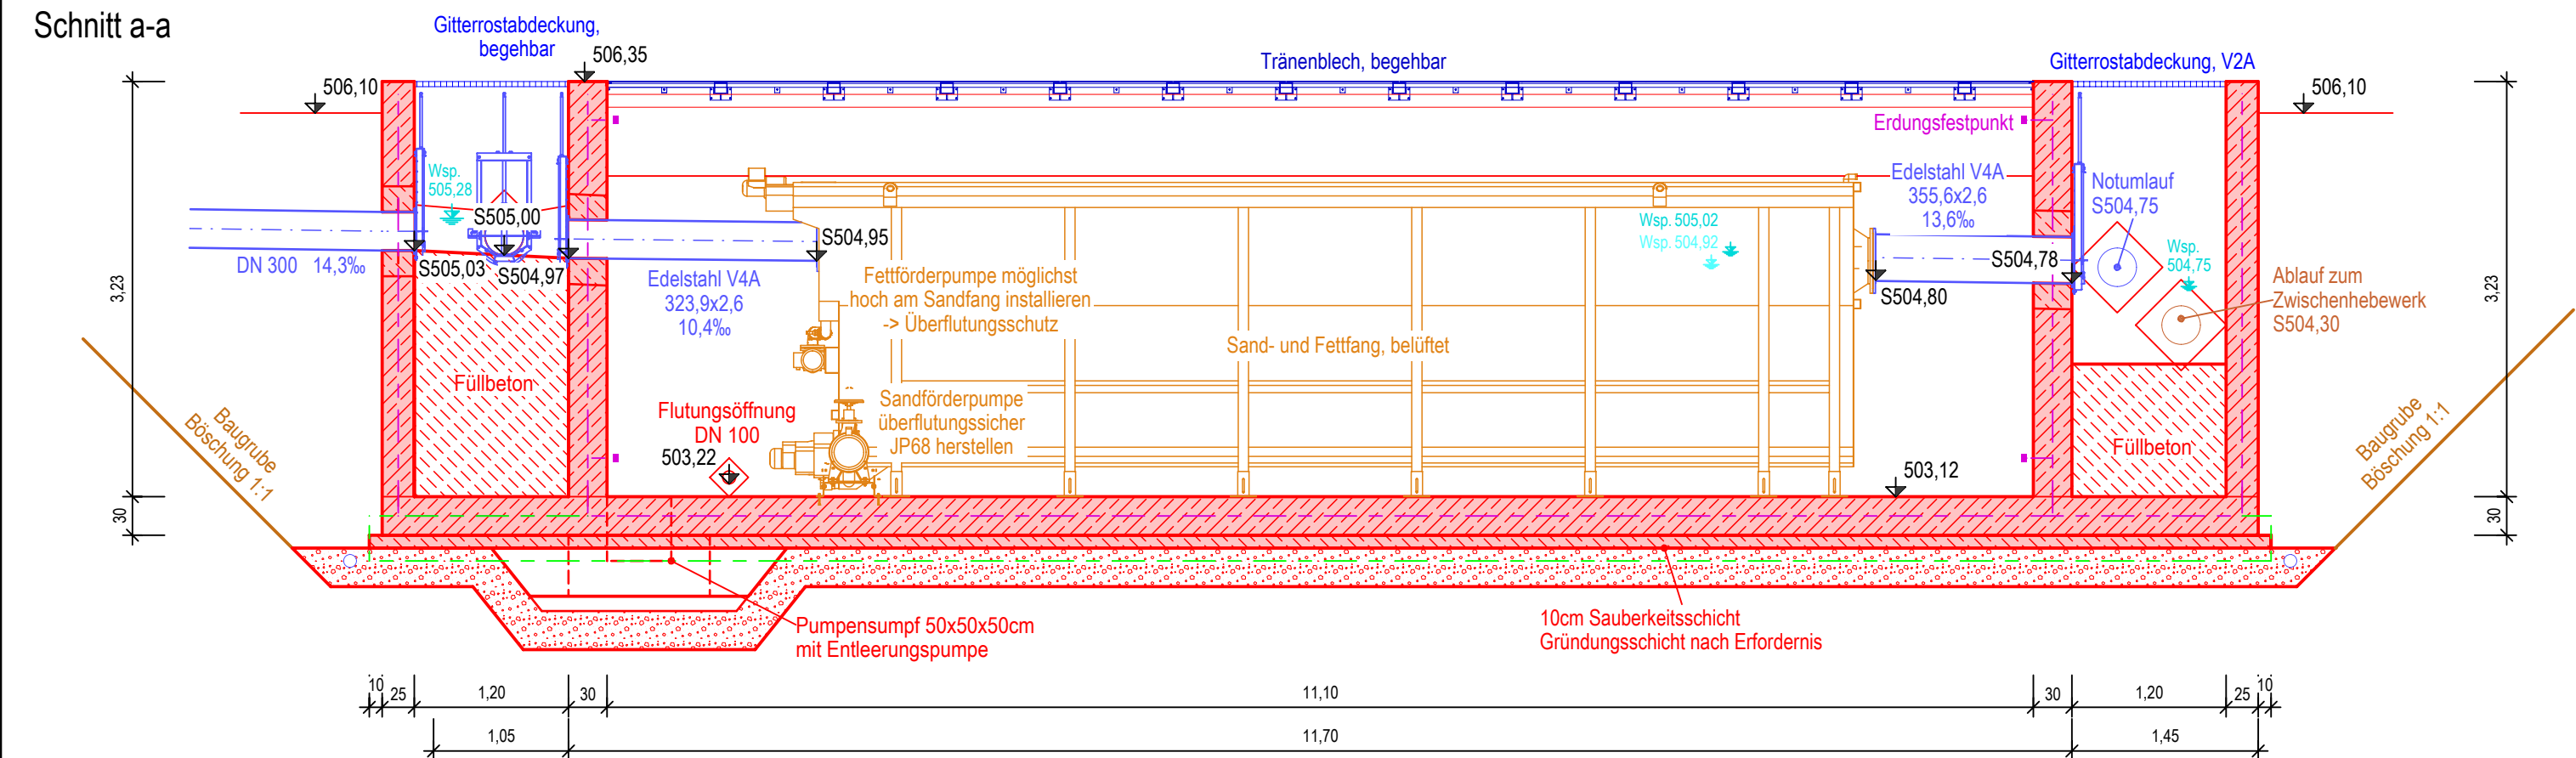 Schnitt a-a
Gitterrostabdeckung,
begehbar
506,35
506,10
Tränenblech, begehbar
Gitterrostabdeckung, V2A
506,10
Erdungsfestpunkt
Wsp.
505,28
S505,00
S505,03
S504,97
DN 300 14,3‰
S504,95
Edelstahl V4A
323,9x2,6
10,4‰
Fettförderpumpe möglichst
hoch am Sandfang installieren
-> Überflutungsschutz
Wsp. 505,02
Wsp. 504,92
Edelstahl V4A
355,6x2,6
13,6‰
S504,78
S504,80
Notumlauf
S504,75
Wsp.
504,75
Ablauf zum
Zwischenhebewerk
S504,30
Sand- und Fettfang, belüftet
Füllbeton
Flutungsöffnung
DN 100
503,22
Sandförderpumpe
überflutungssicher
JP68 herstellen
503,12
Füllbeton
Baugrube
Böschung 1:1
Baugrube
Böschung 1:1
3,23
30
3,23
30
Pumpensumpf 50x50x50cm
mit Entleerungspumpe
10cm Sauberkeitsschicht
Gründungsschicht nach Erfordernis
10 25 1,20 30 11,10 30 1,20 25 10
1,05 11,70 1,45